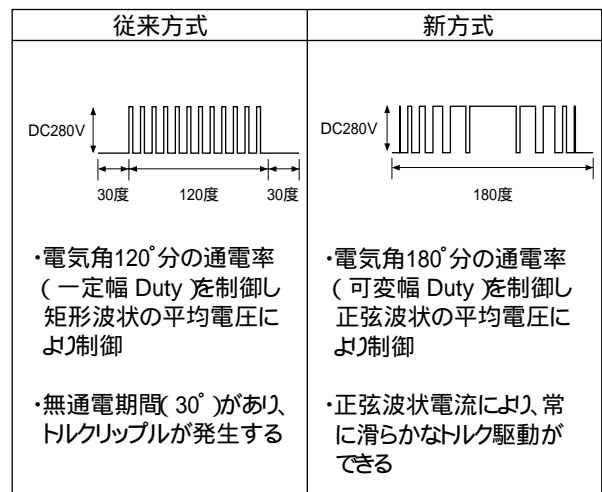 従来方式
新方式
DC280V
30度
120度
30度
DC280V
180度
・電気角120°分の通電率
（一定幅 Duty）を制御し
矩形波状の平均電圧に
より制御
・無通電期間（30°）があり、
トルクリップルが発生する
・電気角180°分の通電率
（可変幅 Duty）を制御し
正弦波状の平均電圧に
より制御
・正弦波状電流により、常
に滑らかなトルク駆動が
できる